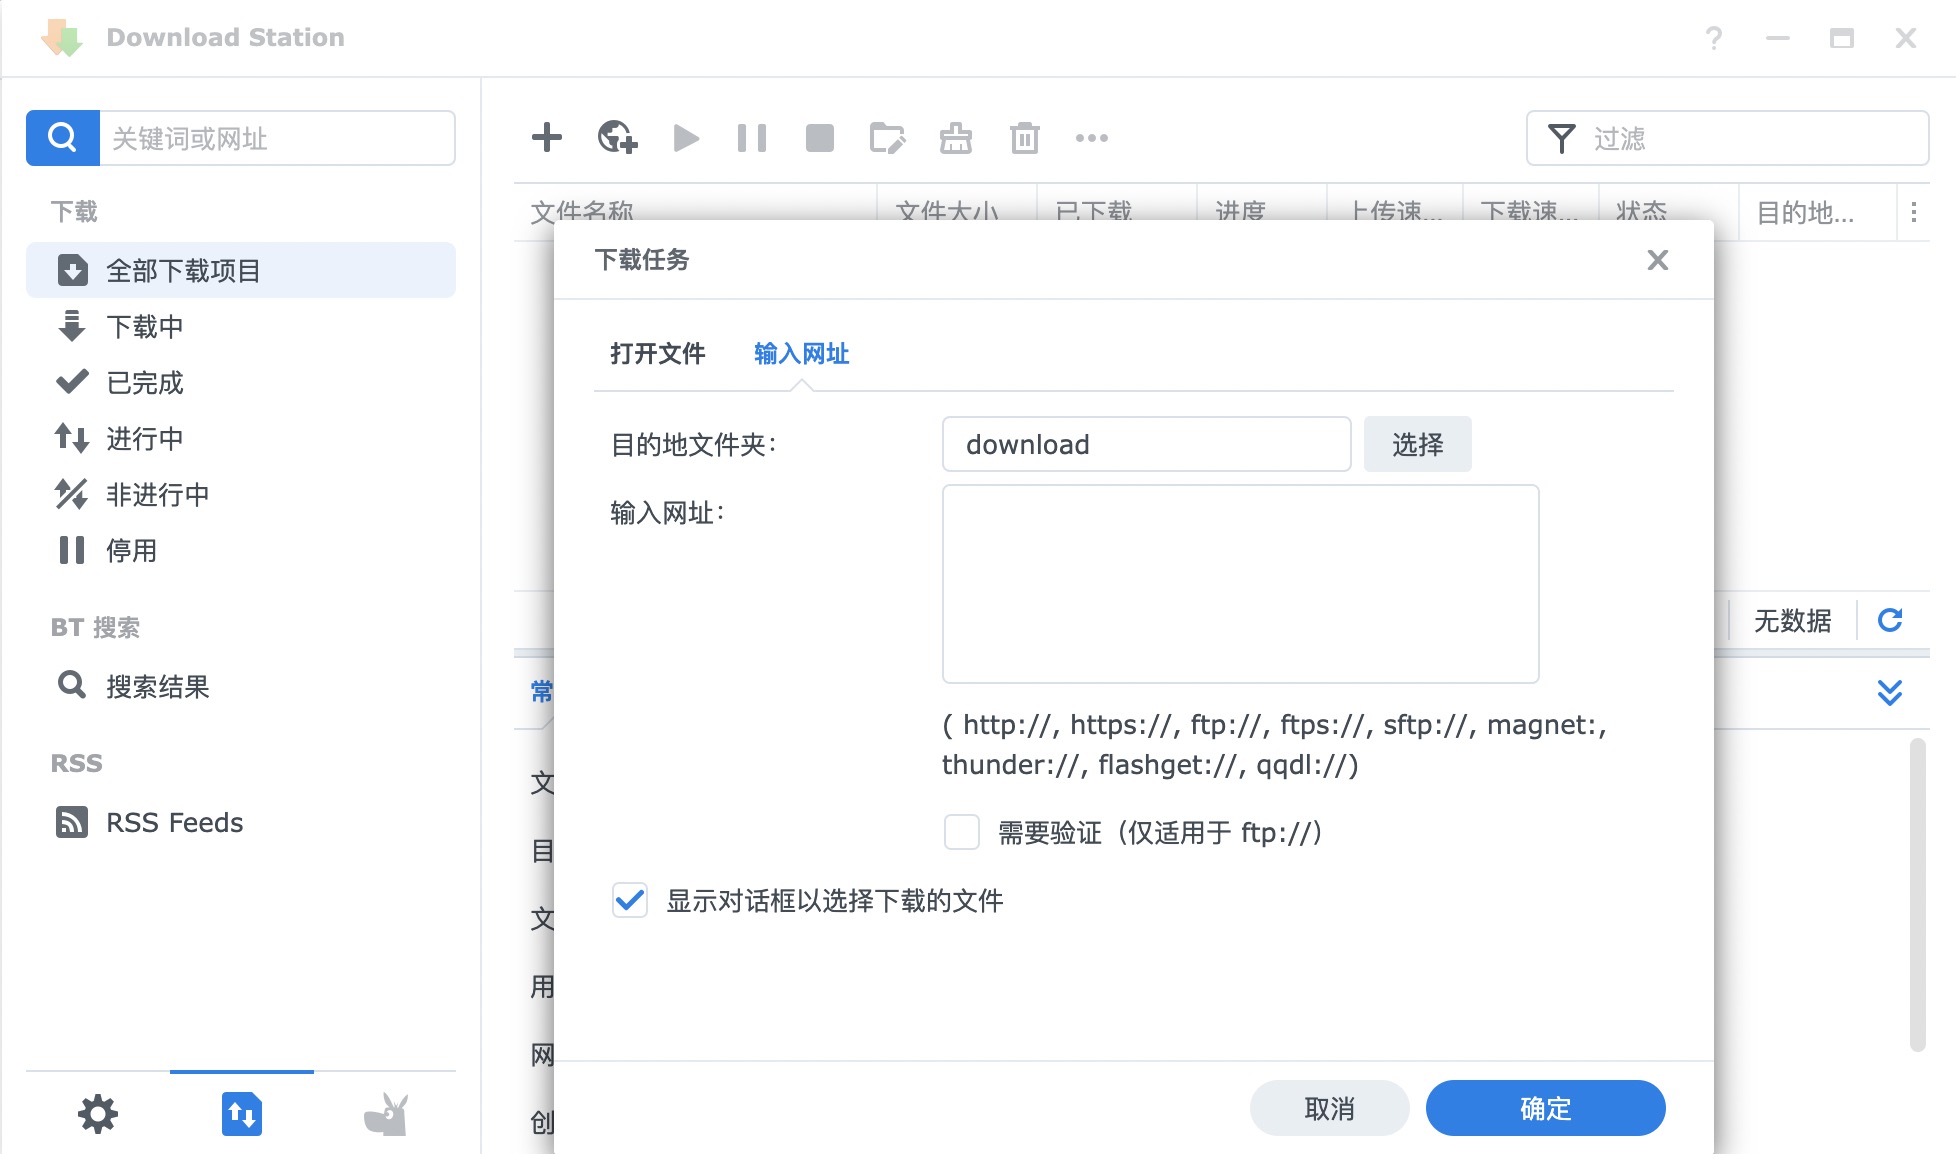 Download Station
关键词或网址
过滤
下载
全部下载项目
下载中
已完成
进行中
非进行中
停用
BT 搜索
搜索结果
RSS
RSS Feeds
文件名称 文件大小 已下载 进度 上传速... 下载速... 状态 目的地...
下载任务
打开文件 输入网址
目的地文件夹： download 选择
输入网址：
( http://, https://, ftp://, ftps://, sftp://, magnet:,
thunder://, flashget://, qqdl://)
需要验证（仅适用于 ftp://）
显示对话框以选择下载的文件
取消 确定
无数据
常
文
目
文
用
网
创